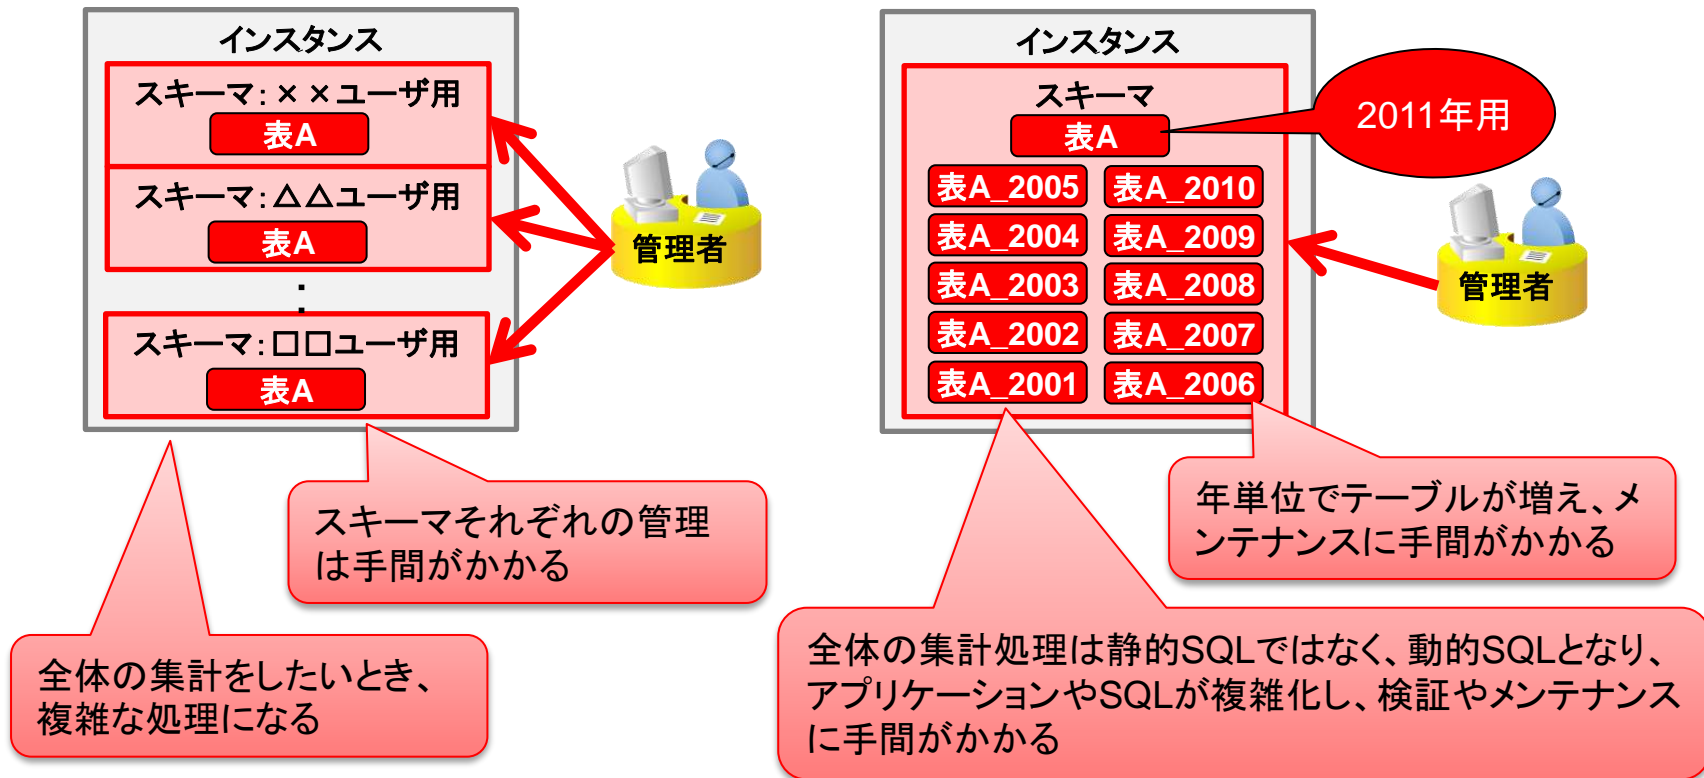 インスタンス
スキーマ:××ユーザ用
表A
スキーマ:△△ユーザ用
表A
:
スキーマ:□□ユーザ用
表A
管理者
スキーマそれぞれの管理
は手間がかかる
全体の集計をしたいとき、
複雑な処理になる
インスタンス
スキーマ
表A
2011年用
表A_2005 表A_2010
表A_2004 表A_2009
表A_2003 表A_2008
表A_2002 表A_2007
表A_2001 表A_2006
管理者
年単位でテーブルが増え、メ
ンテナンスに手間がかかる
全体の集計処理は静的SQLではなく、動的SQLとなり、
アプリケーションやSQLが複雑化し、検証やメンテナンス
に手間がかかる